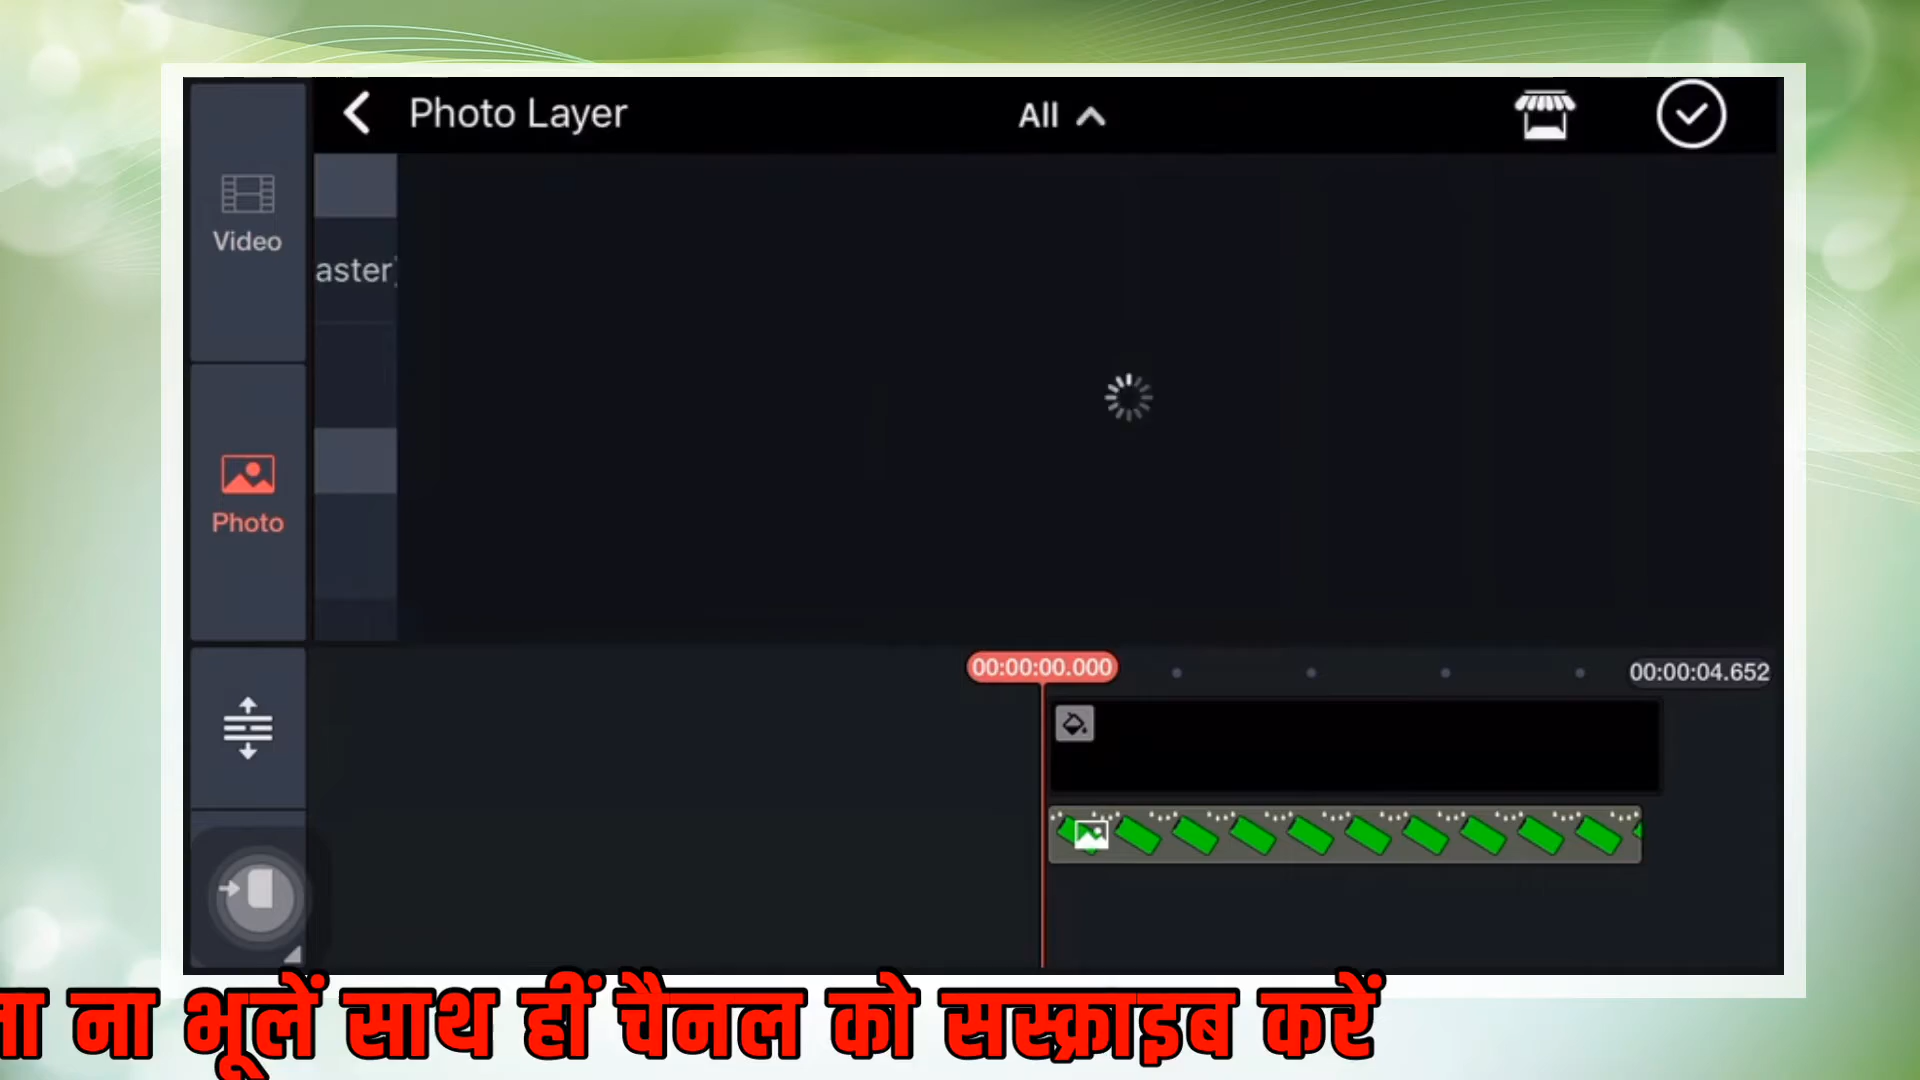 Photo Layer
All
Video
aster)
Photo
00:00:00.000
00:00:04.652
ना भूलें साथ हीं चैनल को सस्क्राइब करें